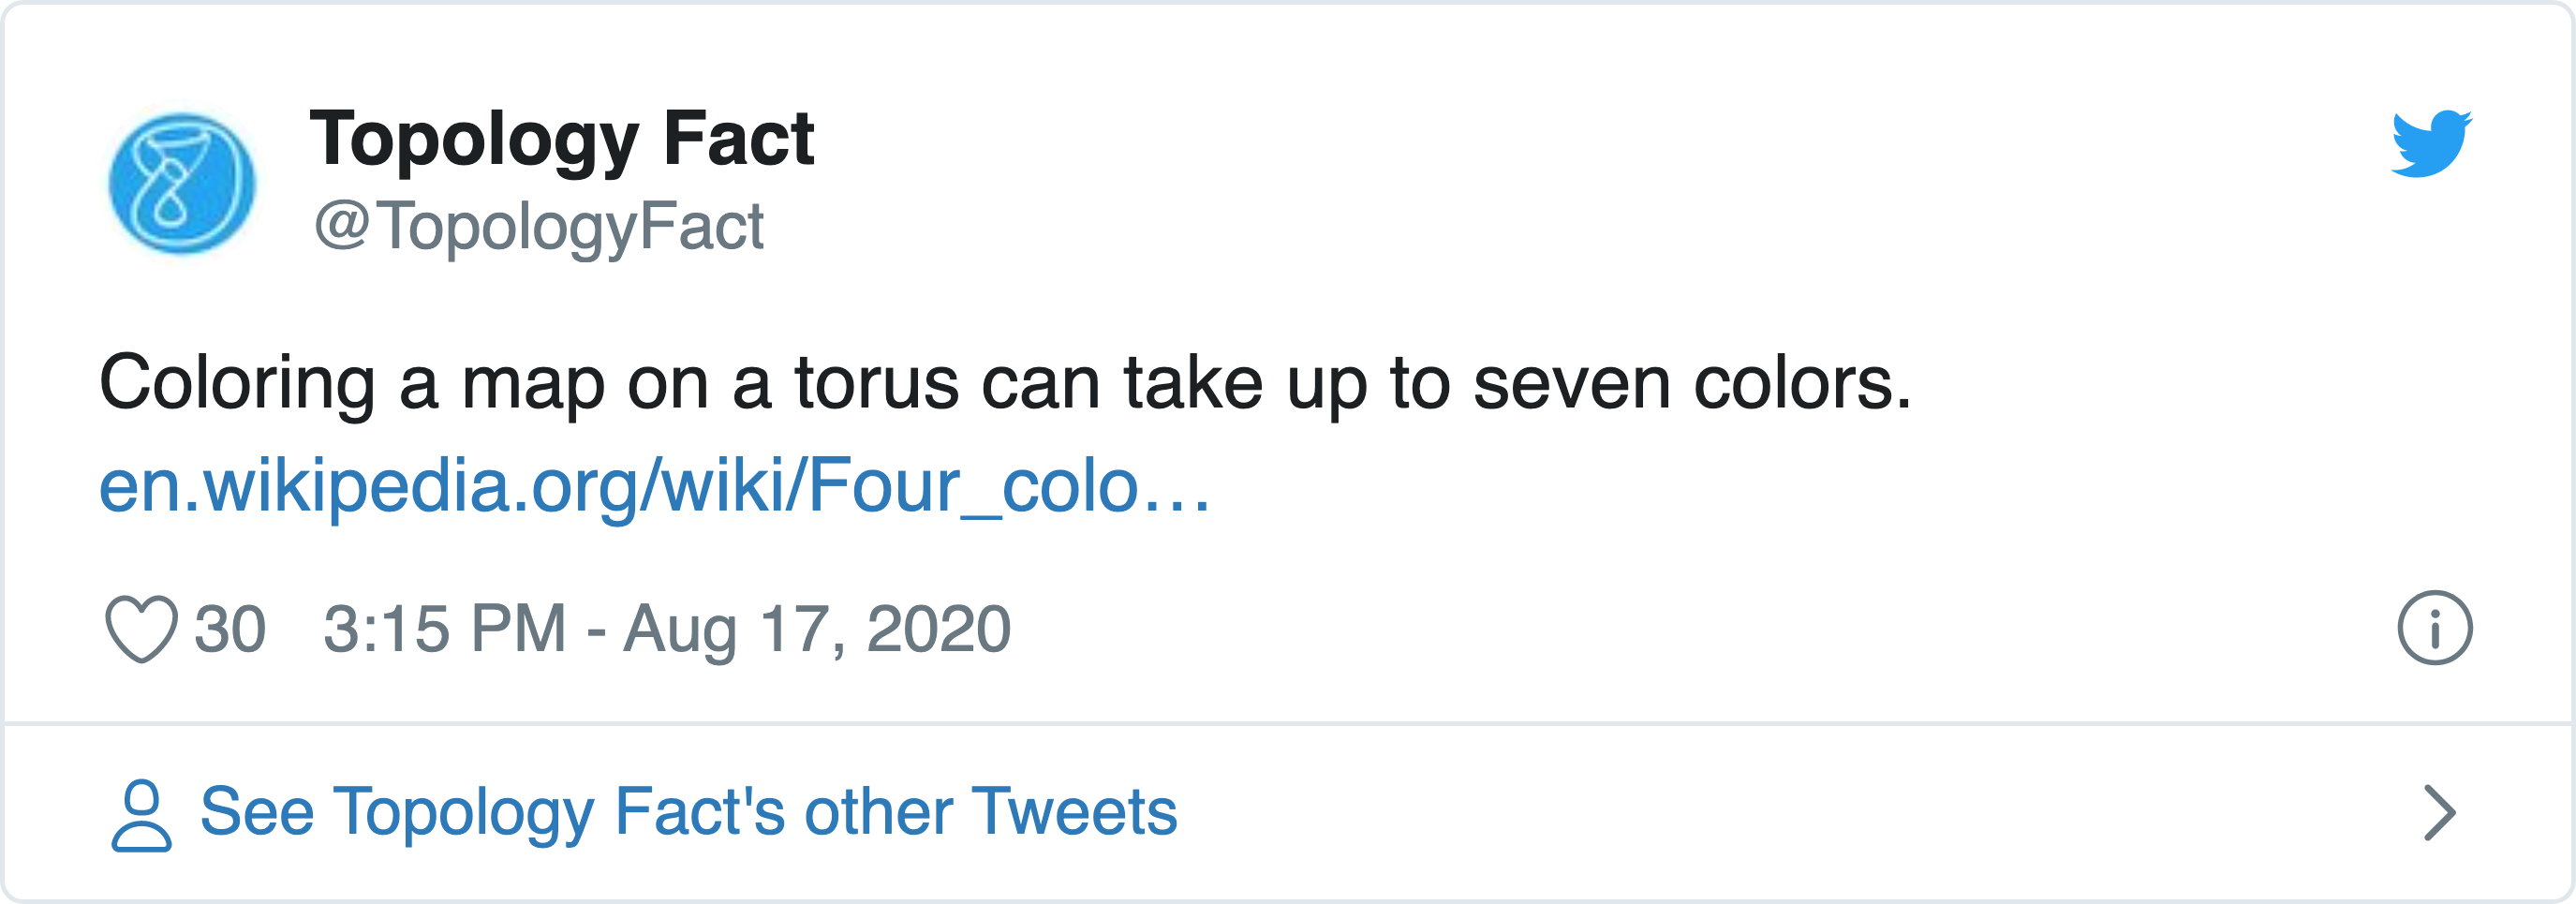 Topology Fact
@TopologyFact
Coloring a map on a torus can take up to seven colors.
en.wikipedia.org/wiki/Four_colo…
30 3:15 PM - Aug 17, 2020
See Topology Fact's other Tweets